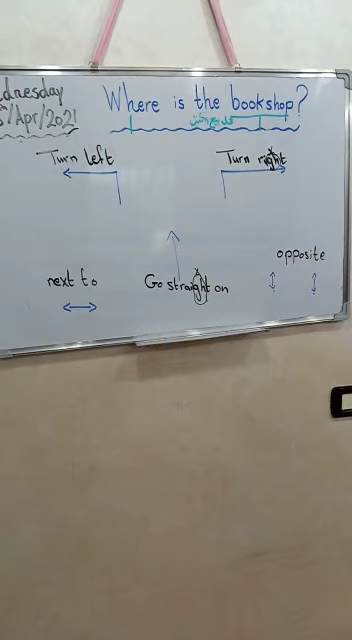 dnesday
/Apr/2021
Where is the bookshop?
Turn left
Turn right
opposite
next to
Go straight on